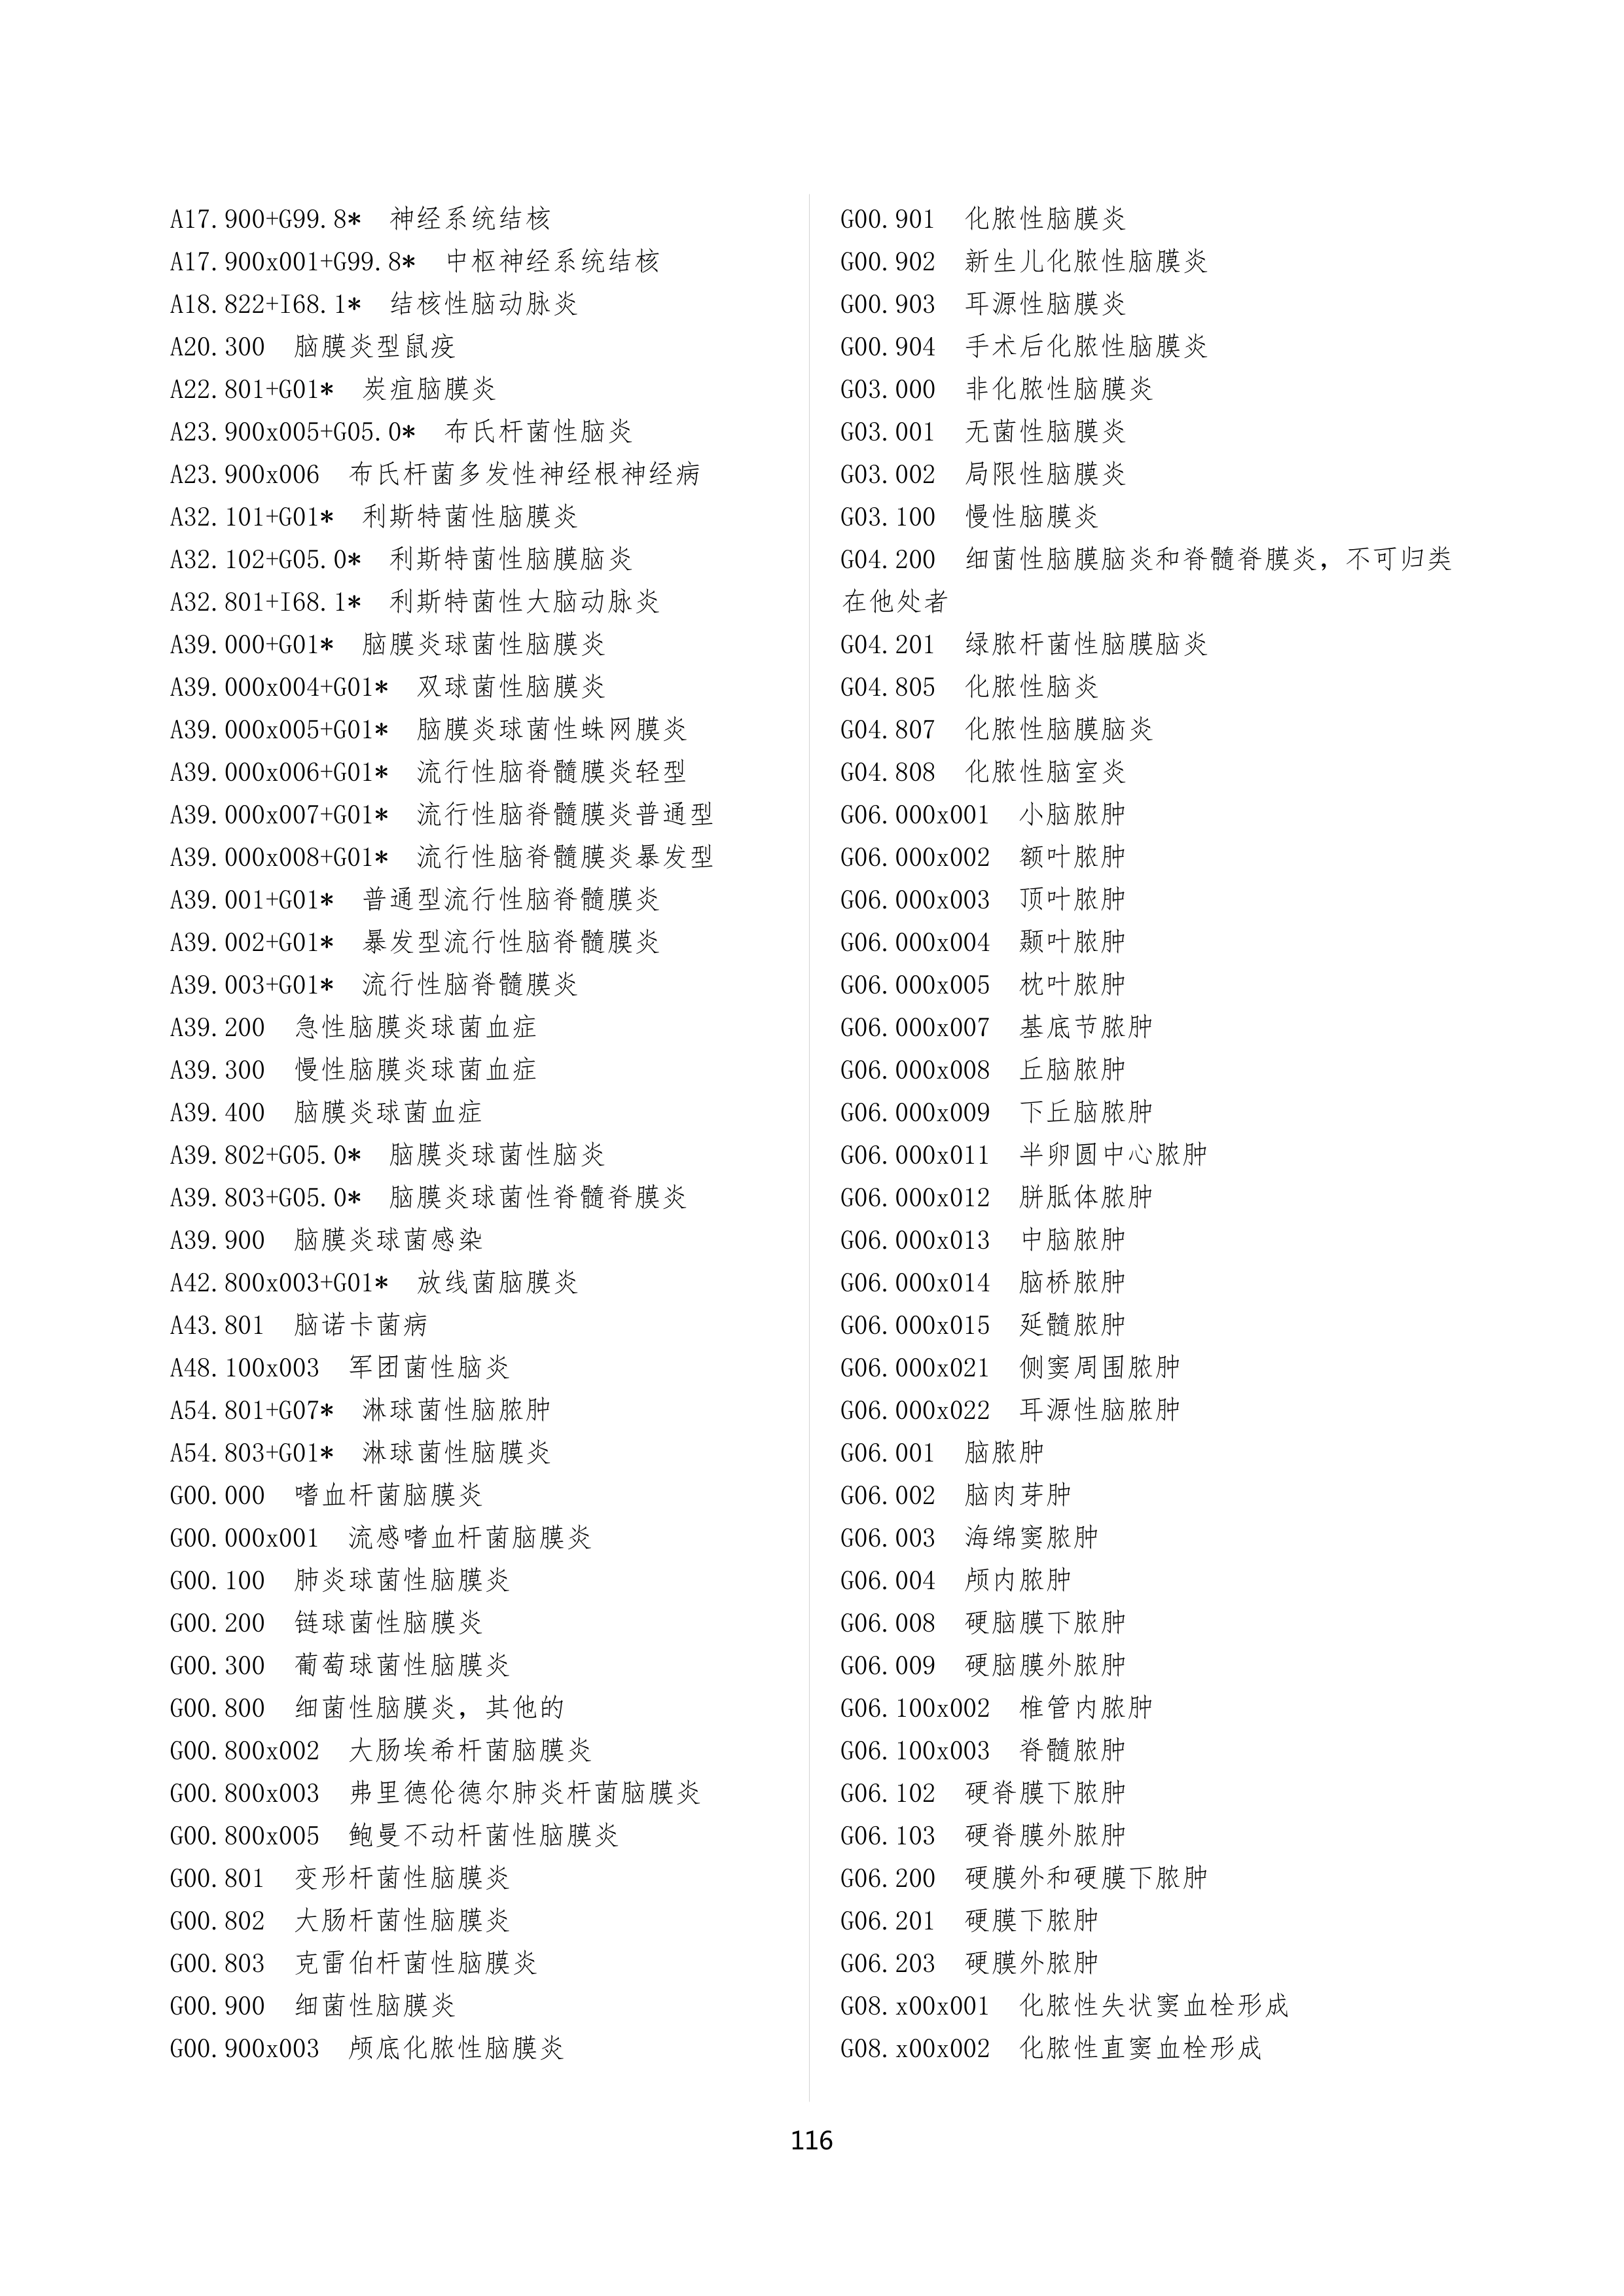 A17.900+G99.8*  神经系统结核
A17.900x001+G99.8*  中枢神经系统结核
A18.822+I68.1*  结核性脑动脉炎
A20.300  脑膜炎型鼠疫
A22.801+G01*  炭疽脑膜炎
A23.900x005+G05.0*  布氏杆菌性脑炎
A23.900x006  布氏杆菌多发性神经根神经病
A32.101+G01*  利斯特菌性脑膜炎
A32.102+G05.0*  利斯特菌性脑膜脑炎
A32.801+I68.1*  利斯特菌性大脑动脉炎
A39.000+G01*  脑膜炎球菌性脑膜炎
A39.000x004+G01*  双球菌性脑膜炎
A39.000x005+G01*  脑膜炎球菌性蛛网膜炎
A39.000x006+G01*  流行性脑脊髓膜炎轻型
A39.000x007+G01*  流行性脑脊髓膜炎普通型
A39.000x008+G01*  流行性脑脊髓膜炎暴发型
A39.001+G01*  普通型流行性脑脊髓膜炎
A39.002+G01*  暴发型流行性脑脊髓膜炎
A39.003+G01*  流行性脑脊髓膜炎
A39.200  急性脑膜炎球菌血症
A39.300  慢性脑膜炎球菌血症
A39.400  脑膜炎球菌血症
A39.802+G05.0*  脑膜炎球菌性脑炎
A39.803+G05.0*  脑膜炎球菌性脊髓脊膜炎
A39.900  脑膜炎球菌感染
A42.800x003+G01*  放线菌脑膜炎
A43.801  脑诺卡菌病
A48.100x003  军团菌性脑炎
A54.801+G07*  淋球菌性脑脓肿
A54.803+G01*  淋球菌性脑膜炎
G00.000  嗜血杆菌脑膜炎
G00.000x001  流感嗜血杆菌脑膜炎
G00.100  肺炎球菌性脑膜炎
G00.200  链球菌性脑膜炎
G00.300  葡萄球菌性脑膜炎
G00.800  细菌性脑膜炎，其他的
G00.800x002  大肠埃希杆菌脑膜炎
G00.800x003  弗里德伦德尔肺炎杆菌脑膜炎
G00.800x005  鲍曼不动杆菌性脑膜炎
G00.801  变形杆菌性脑膜炎
G00.802  大肠杆菌性脑膜炎
G00.803  克雷伯杆菌性脑膜炎
G00.900  细菌性脑膜炎
G00.900x003  颅底化脓性脑膜炎
G00.901  化脓性脑膜炎
G00.902  新生儿化脓性脑膜炎
G00.903  耳源性脑膜炎
G00.904  手术后化脓性脑膜炎
G03.000  非化脓性脑膜炎
G03.001  无菌性脑膜炎
G03.002  局限性脑膜炎
G03.100  慢性脑膜炎
G04.200  细菌性脑膜脑炎和脊髓脊膜炎，不可归类
在他处者
G04.201  绿脓杆菌性脑膜脑炎
G04.805  化脓性脑炎
G04.807  化脓性脑膜脑炎
G04.808  化脓性脑室炎
G06.000x001  小脑脓肿
G06.000x002  额叶脓肿
G06.000x003  顶叶脓肿
G06.000x004  颞叶脓肿
G06.000x005  枕叶脓肿
G06.000x007  基底节脓肿
G06.000x008  丘脑脓肿
G06.000x009  下丘脑脓肿
G06.000x011  半卵圆中心脓肿
G06.000x012  胼胝体脓肿
G06.000x013  中脑脓肿
G06.000x014  脑桥脓肿
G06.000x015  延髓脓肿
G06.000x021  侧窦周围脓肿
G06.000x022  耳源性脑脓肿
G06.001  脑脓肿
G06.002  脑肉芽肿
G06.003  海绵窦脓肿
G06.004  颅内脓肿
G06.008  硬脑膜下脓肿
G06.009  硬脑膜外脓肿
G06.100x002  椎管内脓肿
G06.100x003  脊髓脓肿
G06.102  硬脊膜下脓肿
G06.103  硬脊膜外脓肿
G06.200  硬膜外和硬膜下脓肿
G06.201  硬膜下脓肿
G06.203  硬膜外脓肿
G08.x00x001  化脓性失状窦血栓形成
G08.x00x002  化脓性直窦血栓形成
116